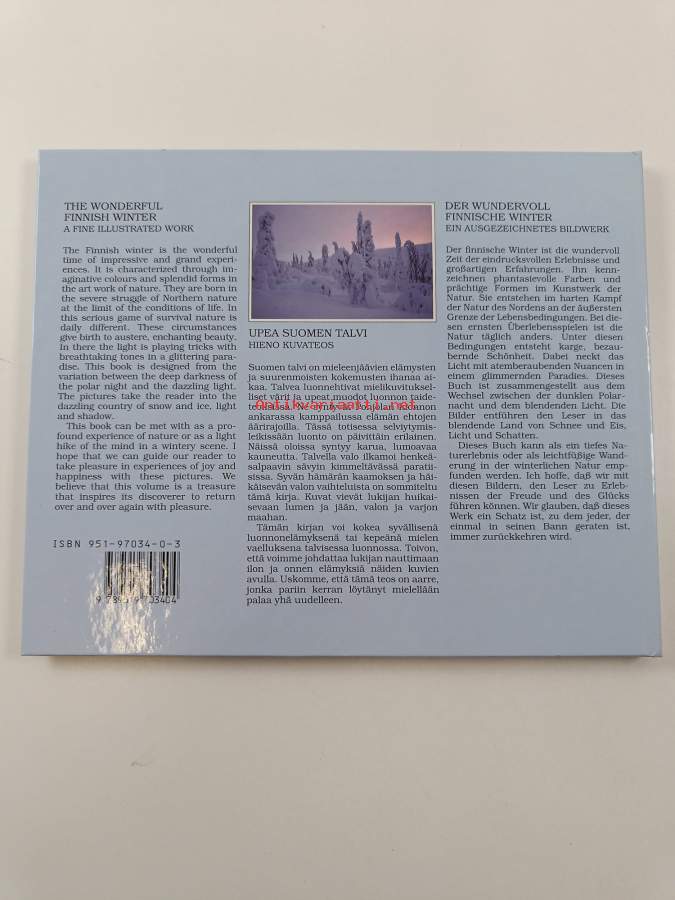 THE WONDERFUL
FINNISH WINTER
A FINE ILLUSTRATED WORK
The Finnish winter is the wonderful
time of impressive and grand experi-
ences. It is characterized through im-
aginative colours and splendid forms in
the art work of nature. They are born in
the severe struggle of Northern nature
at the limit of the conditions of life. In
this serious game of survival nature is
daily different. These circumstances
give birth to austere, enchanting beauty.
In there the light is playing tricks with
breathtaking tones in a glittering para-
dise. This book is designed from the
variation between the deep darkness of
the polar night and the dazzling light.
The pictures take the reader into the
dazzling country of snow and ice, light
and shadow.
This book can be met with as a pro-
found experience of nature or as a light
hike of the mind in a wintery scene. I
hope that we can guide our reader to
take pleasure in experiences of joy and
happiness with these pictures. We
believe that this volume is a treasure
that inspires its discoverer to return
over and over again with pleasure.
ISBN 951-97034-0-3
UPEA SUOMEN TALVI
HIENO KUVATEOS
Suomen talvi on mieleenjäävien elämysten
ja suurenmoisten kokemusten ihanaa ai-
kaa. Talvea luonnehtivat mielikuvituksel-
liset värit ja upeat muodot luonnon taide-
teoksissa. Ne syntyvät Pohjolan luonnon
ankarassa kamppailussa elämän ehtojen
äärirajoilla. Tässä totisessa selviytymis-
leikissään luonto on päivittäin erilainen.
Näissä oloissa syntyy karua, lumoavaa
kauneutta. Talvella valo ilkamoi henkeä-
salpaavin sävyin kimmeltävässä paratii-
sissa. Syvän hämärän kaamoksen ja häi-
käisevän valon vaihteluista on sommiteltu
tämä kirja. Kuvat vievät lukijan huikai-
sevaan lumen ja jään, valon ja varjon
maahan.
Tämän kirjan voi kokea syvällisenä
luonnonelämyksenä tai kepeänä mielen
vaelluksena talvisessa luonnossa. Toivon,
että voimme johdattaa lukijan nauttimaan
ilon ja onnen elämyksiä näiden kuvien
avulla. Uskomme, että tämä teos on aarre,
jonka pariin kerran löytänyt mielellään
palaa yhä uudelleen.
DER WUNDERVOLL
FINNISCHE WINTER
EIN AUSGEZEICHNETES BILDWERK
Der finnische Winter ist die wundervoll
Zeit der eindrucksvollen Erlebnisse und
großartigen Erfahrungen. Ihn kenn-
zeichnen phantasievolle Farben und
prächtige Formen im Kunstwerk der
Natur. Sie entstehen im harten Kampf
der Natur des Nordens an der äußersten
Grenze der Lebensbedingungen. Bei die-
sen ernsten Überlebensspielen ist die
Natur täglich anders. Unter diesen
Bedingungen entsteht karge, bezau-
bernde Schönheit. Dabei neckt das
Licht mit atemberaubenden Nuancen in
einem glimmernden Paradies. Dieses
Buch ist zusammengestellt aus dem
Wechsel zwischen der dunklen Polar-
nacht und dem blendenden Licht. Die
Bilder entführen den Leser in das
blendende Land von Schnee und Eis,
Licht und Schatten.
Dieses Buch kann als ein tiefes Na-
turerlebnis oder als leichtfüßige Wand-
erung in der winterlichen Natur emp-
funden werden. Ich hoffe, daß wir mit
diesen Bildern, den Leser zu Erleb-
nissen der Freude und des Glücks
führen können. Wir glauben, daß dieses
Werk ein Schatz ist, zu dem jeder, der
einmal in seinen Bann geraten ist,
immer zurückkehren wird.
antikvariaatti.net